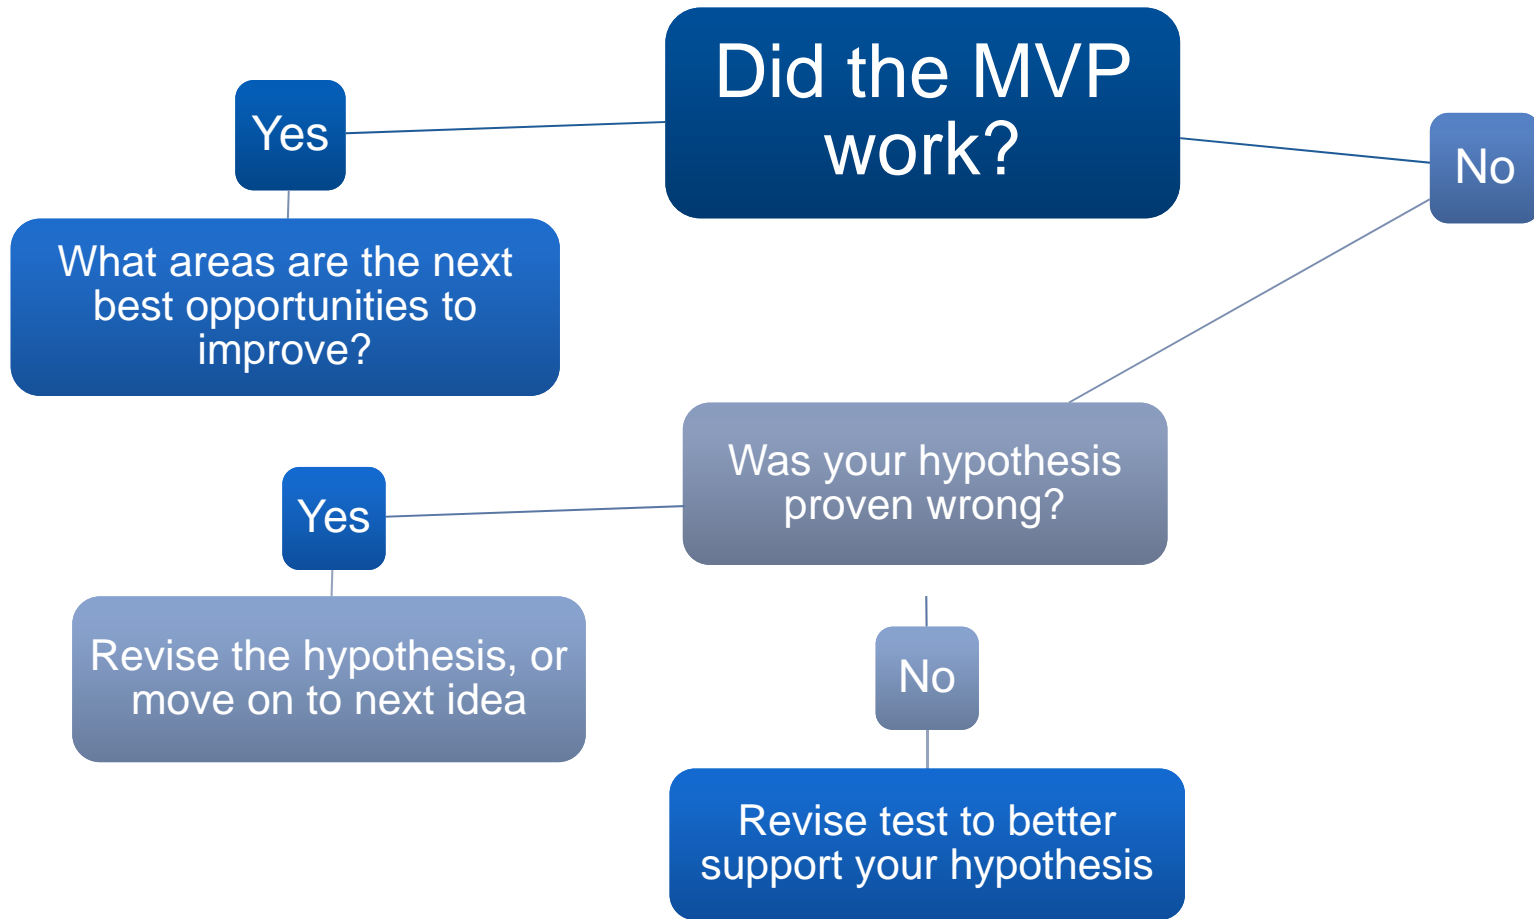 Did the MVP
work?
Yes
No
What areas are the next
best opportunities to
improve?
Was your hypothesis
proven wrong?
Yes
Revise the hypothesis, or
move on to next idea
No
Revise test to better
support your hypothesis